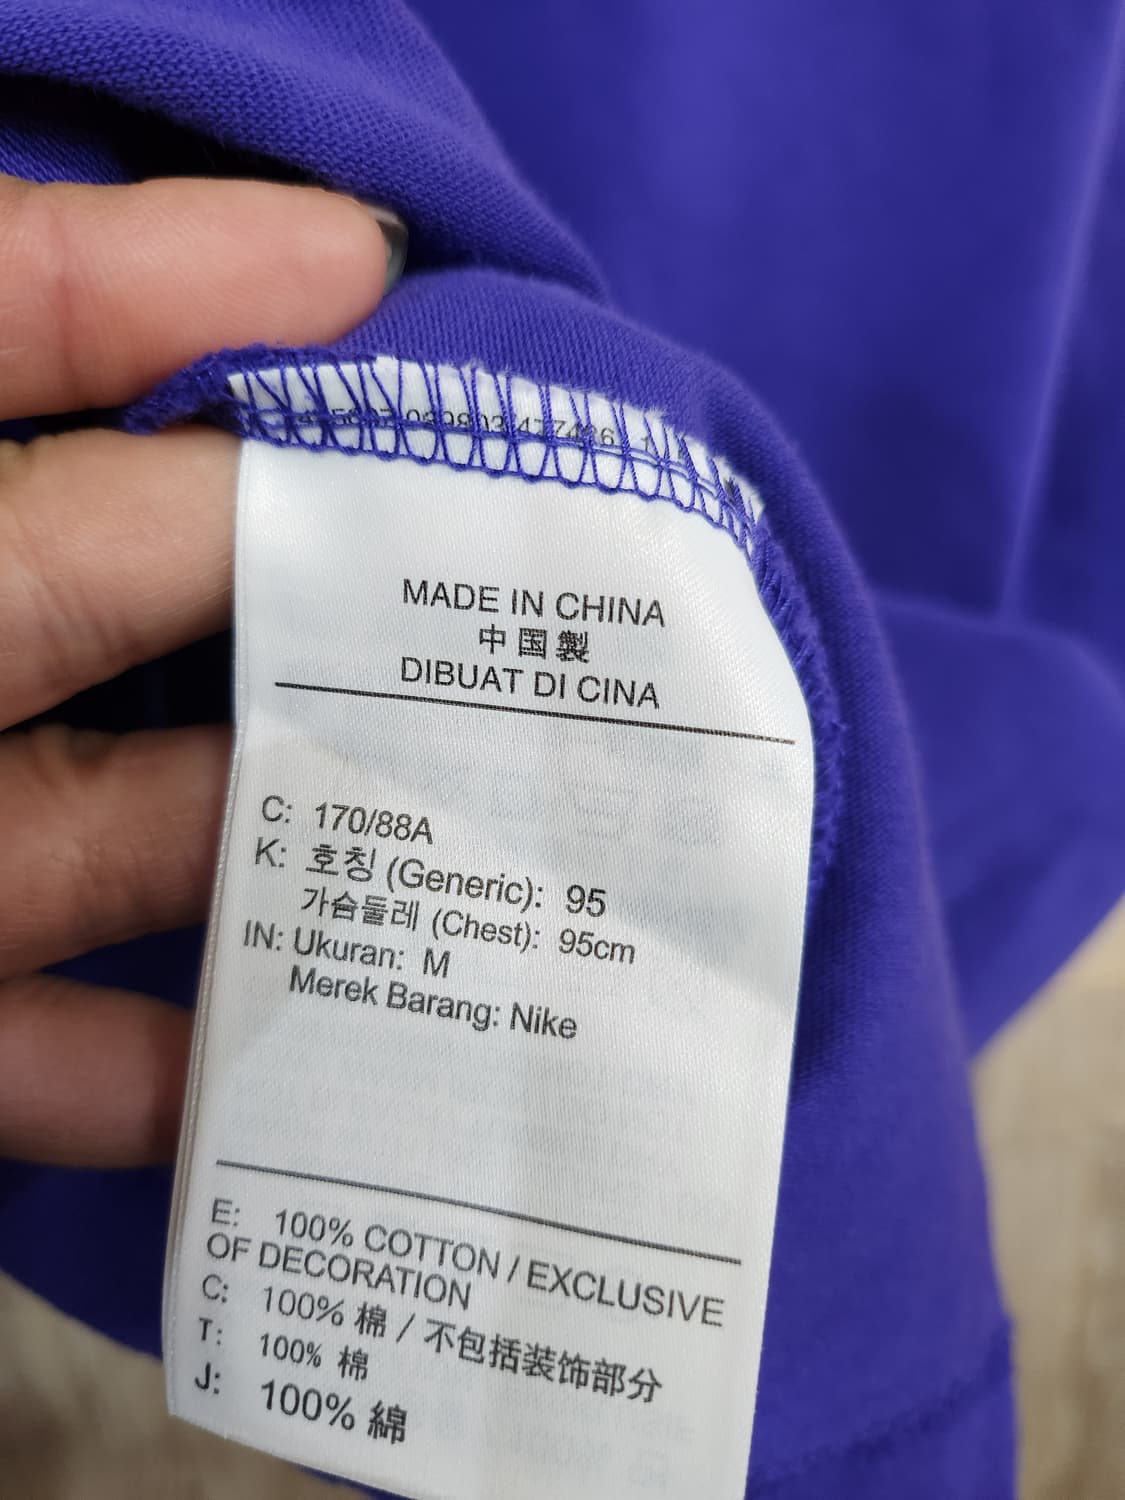 MADE IN CHINA
中国製
DIBUAT DI CINA
C: 170/88A
K: 호칭 (Generic): 95
가슴둘레 (Chest): 95cm
IN: Ukuran: M
Merek Barang: Nike
E: 100% COTTON / EXCLUSIVE
OF DECORATION
C: 100% 棉 / 不包括装饰部分
T: 100% 棉
J: 100% 綿